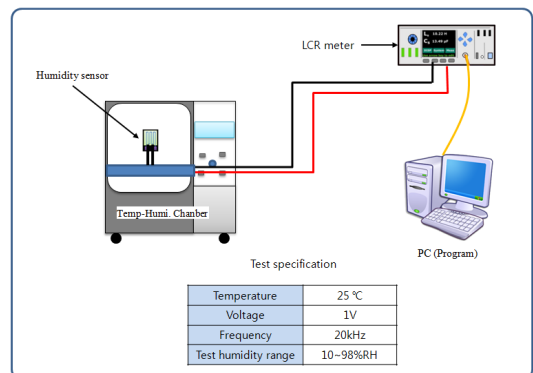 LCR meter
Humidity sensor
Temp-Humi. Chanber
PC (Program)
Test specification
Temperature 25 ℃
Voltage 1V
Frequency 20kHz
Test humidity range 10~98%RH